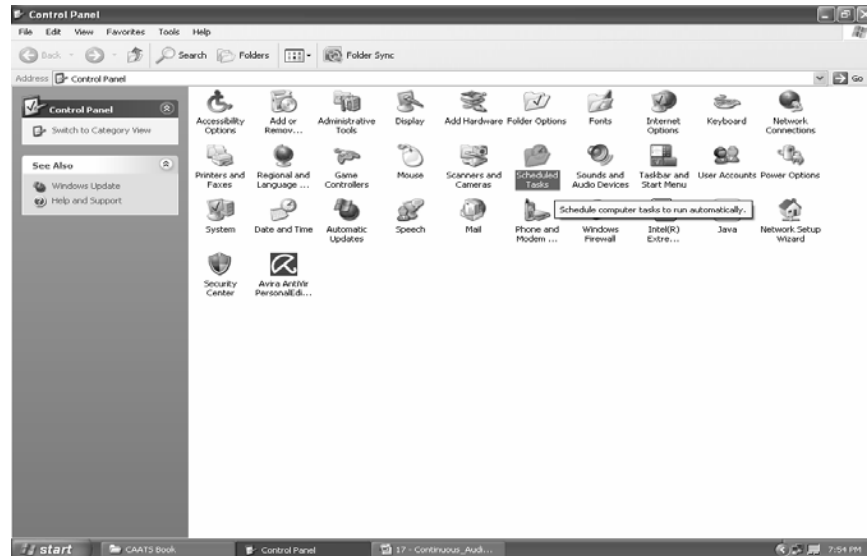 Control Panel
File Edit View Favorites Tools Help
Back Search Folders Folder Sync
Address Control Panel Go
Control Panel
Switch to Category View
See Also
Windows Update
Help and Support
Accessibility Options
Add or Remov...
Administrative Tools
Display
Add Hardware
Folder Options
Fonts
Internet Options
Keyboard
Network Connections
Printers and Faxes
Regional and Language ...
Game Controllers
Mouse
Scanners and Cameras
Scheduled Tasks
Sounds and Audio Devices
Taskbar and Start Menu
User Accounts
Power Options
Schedule computer tasks to run automatically.
System
Date and Time
Automatic Updates
Speech
Mail
Phone and Modem ...
Windows Firewall
Intel(R) Extre...
Java
Network Setup Wizard
Security Center
Avira AntiVir PersonalEdi...
start CAATS Book Control Panel 17 - Continuous_Audi... 7:54 PM